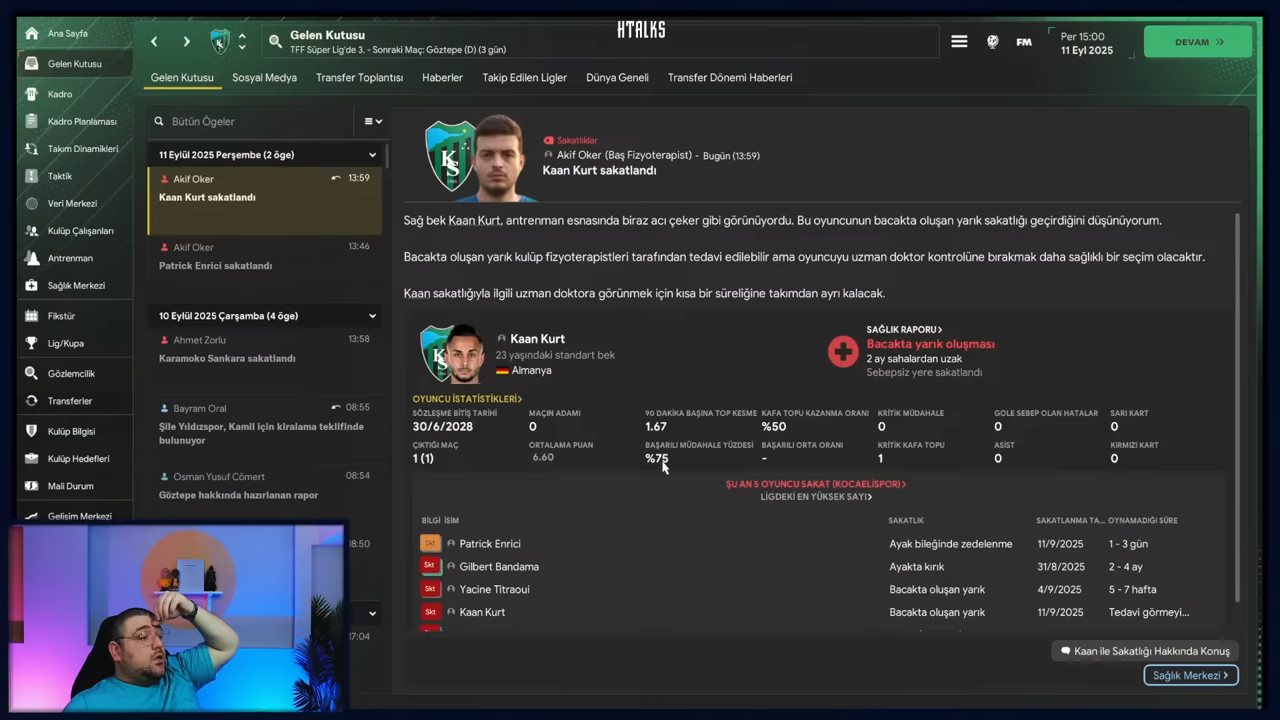 HTALKS
Ana Sayfa
Gelen Kutusu
Kadro
Kadro Planlaması
Takım Dinamikleri
Taktik
Veri Merkezi
Kulüp Çalışanları
Antrenman
Sağlık Merkezi
Fikstür
Lig/Kupa
Gözlemcilik
Transferler
Kulüp Bilgisi
Kulüp Hedefleri
Mali Durum
Gelişim Merkezi
Gelen Kutusu
TFF Süper Lig'de 3. - Sonraki Maç: Göztepe (D) (3 gün)
FM
Per 15:00
11 Eyl 2025
DEVAM
Gelen Kutusu
Sosyal Medya
Transfer Toplantısı
Haberler
Takip Edilen Ligler
Dünya Geneli
Transfer Dönemi Haberleri
Bütün Ögeler
11 Eylül 2025 Perşembe (2 öge)
Akif Oker 13:59
Kaan Kurt sakatlandı
Akif Oker 13:46
Patrick Enrici sakatlandı
10 Eylül 2025 Çarşamba (4 öge)
Ahmet Zorlu 13:58
Karamoko Sankara sakatlandı
Bayram Oral 08:55
Şile Yıldızspor, Kamil için kiralama teklifinde
bulunuyor
Osman Yusuf Cömert 08:54
Göztepe hakkında hazırlanan rapor
08:50
17:04
Sakatlıklar
Akif Oker (Baş Fizyoterapist) - Bugün (13:59)
Kaan Kurt sakatlandı
Sağ bek Kaan Kurt, antrenman esnasında biraz acı çeker gibi görünüyordu. Bu oyuncunun bacakta oluşan yarık sakatlığı geçirdiğini düşünüyorum.
Bacakta oluşan yarık kulüp fizyoterapistleri tarafından tedavi edilebilir ama oyuncuyu uzman doktor kontrolüne bırakmak daha sağlıklı bir seçim olacaktır.
Kaan sakatlığıyla ilgili uzman doktora görünmek için kısa bir süreliğine takımdan ayrı kalacak.
Kaan Kurt
23 yaşındaki standart bek
Almanya
SAĞLIK RAPORU
Bacakta yarık oluşması
2 ay sahalardan uzak
Sebepsiz yere sakatlandı
OYUNCU İSTATİSTİKLERİ
SÖZLEŞME BİTİŞ TARİHİ MAÇIN ADAMI 90 DAKİKA BAŞINA TOP KESME KAFA TOPU KAZANMA ORANI KRİTİK MÜDAHALE GOLE SEBEP OLAN HATALAR SARI KART
30/6/2028 0 1.67 %50 0 0 0
ÇIKTIĞI MAÇ ORTALAMA PUAN BAŞARILI MÜDAHALE YÜZDESİ BAŞARILI ORTA ORANI KRİTİK KAFA TOPU ASİST KIRMIZI KART
1 (1) 6.60 %75 - 1 0 0
ŞU AN 5 OYUNCU SAKAT (KOCAELİSPOR)
LİGDEKİ EN YÜKSEK SAYI
BİLGİ İSİM SAKATLIK SAKATLANMA TA... OYNAMADIĞI SÜRE
Skt Patrick Enrici Ayak bileğinde zedelenme 11/9/2025 1 - 3 gün
Skt Gilbert Bandama Ayakta kırık 31/8/2025 2 - 4 ay
Skt Yacine Titraoui Bacakta oluşan yarık 4/9/2025 5 - 7 hafta
Skt Kaan Kurt Bacakta oluşan yarık 11/9/2025 Tedavi görmeyi...
Kaan ile Sakatlığı Hakkında Konuş
Sağlık Merkezi